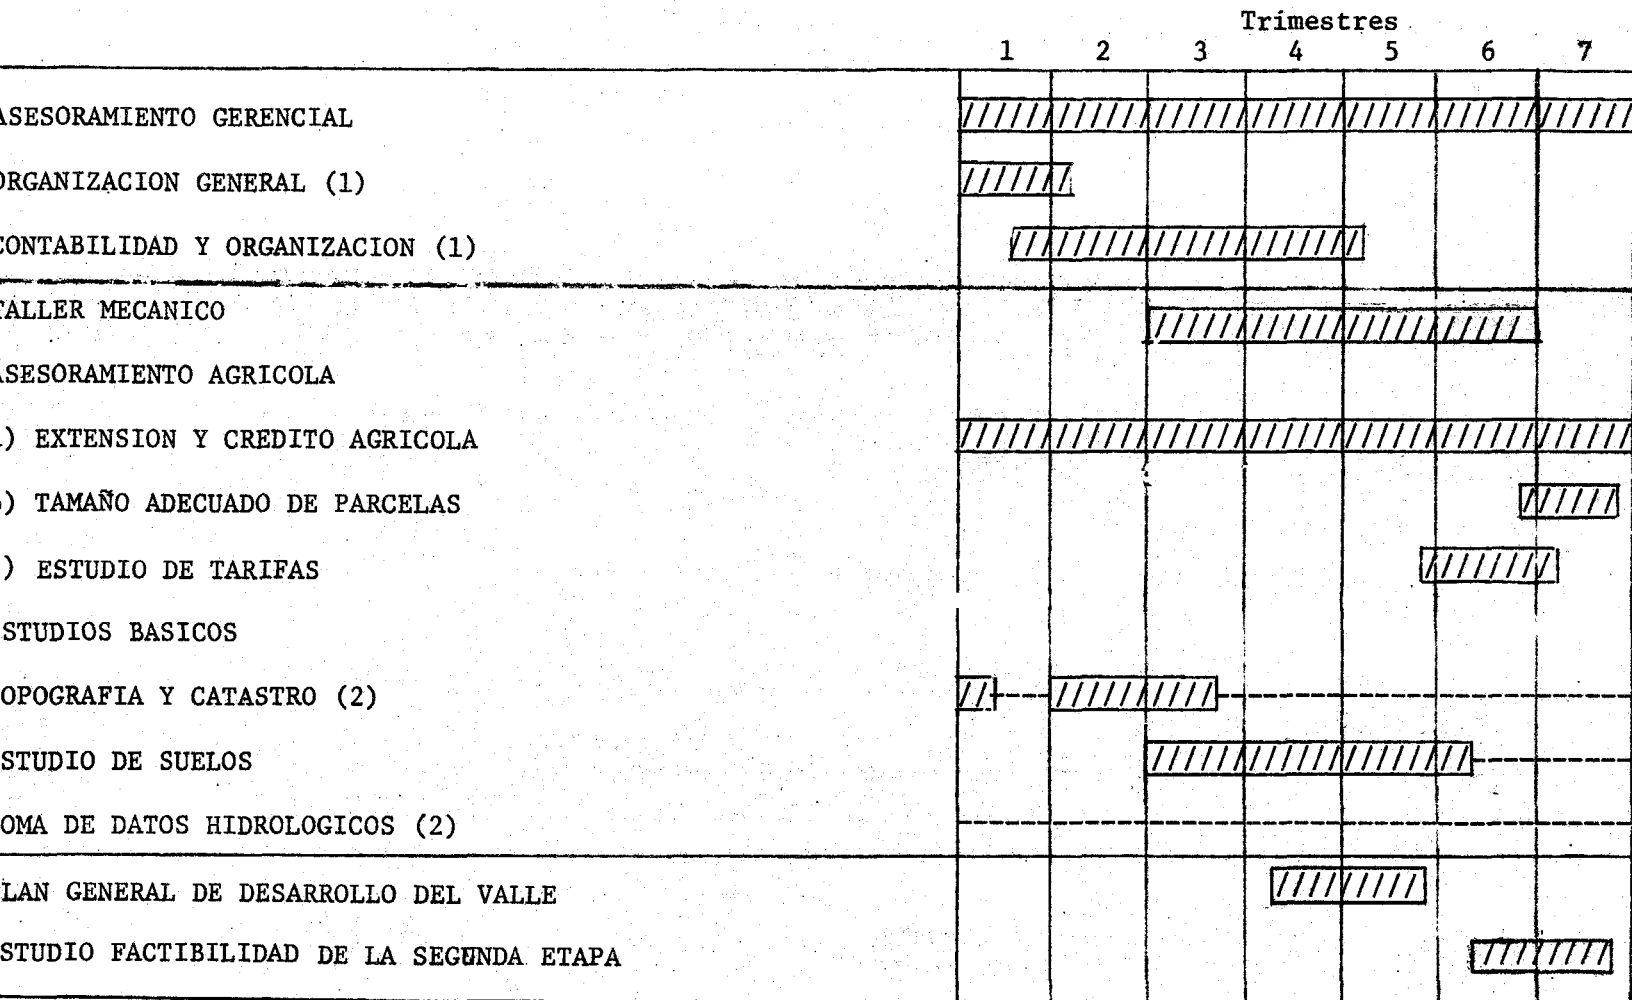 Trimestres
1 2 3 4 5 6 7
ASESORAMIENTO GERENCIAL
ORGANIZACION GENERAL (1)
CONTABILIDAD Y ORGANIZACION (1)
TALLER MECANICO
ASESORAMIENTO AGRICOLA
) EXTENSION Y CREDITO AGRICOLA
) TAMAÑO ADECUADO DE PARCELAS
) ESTUDIO DE TARIFAS
STUDIOS BASICOS
OPOGRAFIA Y CATASTRO (2)
STUDIO DE SUELOS
OMA DE DATOS HIDROLOGICOS (2)
LAN GENERAL DE DESARROLLO DEL VALLE
STUDIO FACTIBILIDAD DE LA SEGUNDA ETAPA